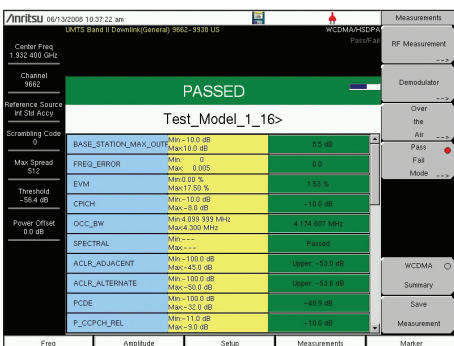 Anritsu 06/13/2008 10:37:22 am
UMTS Band II Downlink(General) 9662-9938 US
WCDMA/HSDPA
Pass/Fail
Center Freq
1.932 400 GHz
Channel
9662
Reference Source
Int Std Accy
Scrambling Code
0
Max Spread
512
Threshold
-56.4 dB
Power Offset
0.0 dB
PASSED
Test_Model_1_16>
BASE_STATION_MAX_OUTP Min:-10.0 dB Max:10.0 dB 8.5 dB
FREQ_ERROR Min: 0 Max: 0.005 0.0
EVM Min:0.00 % Max:17.50 % 1.53 %
CPICH Min:-10.0 dB Max:-8.0 dB -10.0 dB
OCC_BW Min:4.099 999 MHz Max:4.300 MHz 4.174 607 MHz
SPECTRAL Min:--- Max:--- Passed
ACLR_ADJACENT Min:-100.0 dB Max:-45.0 dB Upper: -53.0 dB
ACLR_ALTERNATE Min:-100.0 dB Max:-50.0 dB Upper: -53.6 dB
PCDE Min:-100.0 dB Max:-32.0 dB -46.9 dB
P_CCPCH_REL Min:-11.0 dB Max:-9.0 dB -10.0 dB
Measurements
RF Measurement
-->
Demodulator
-->
Over
the
Air -->
Pass
Fail
Mode -->
WCDMA
Summary
Save
Measurement
Freq Amplitude Setup Measurements Marker